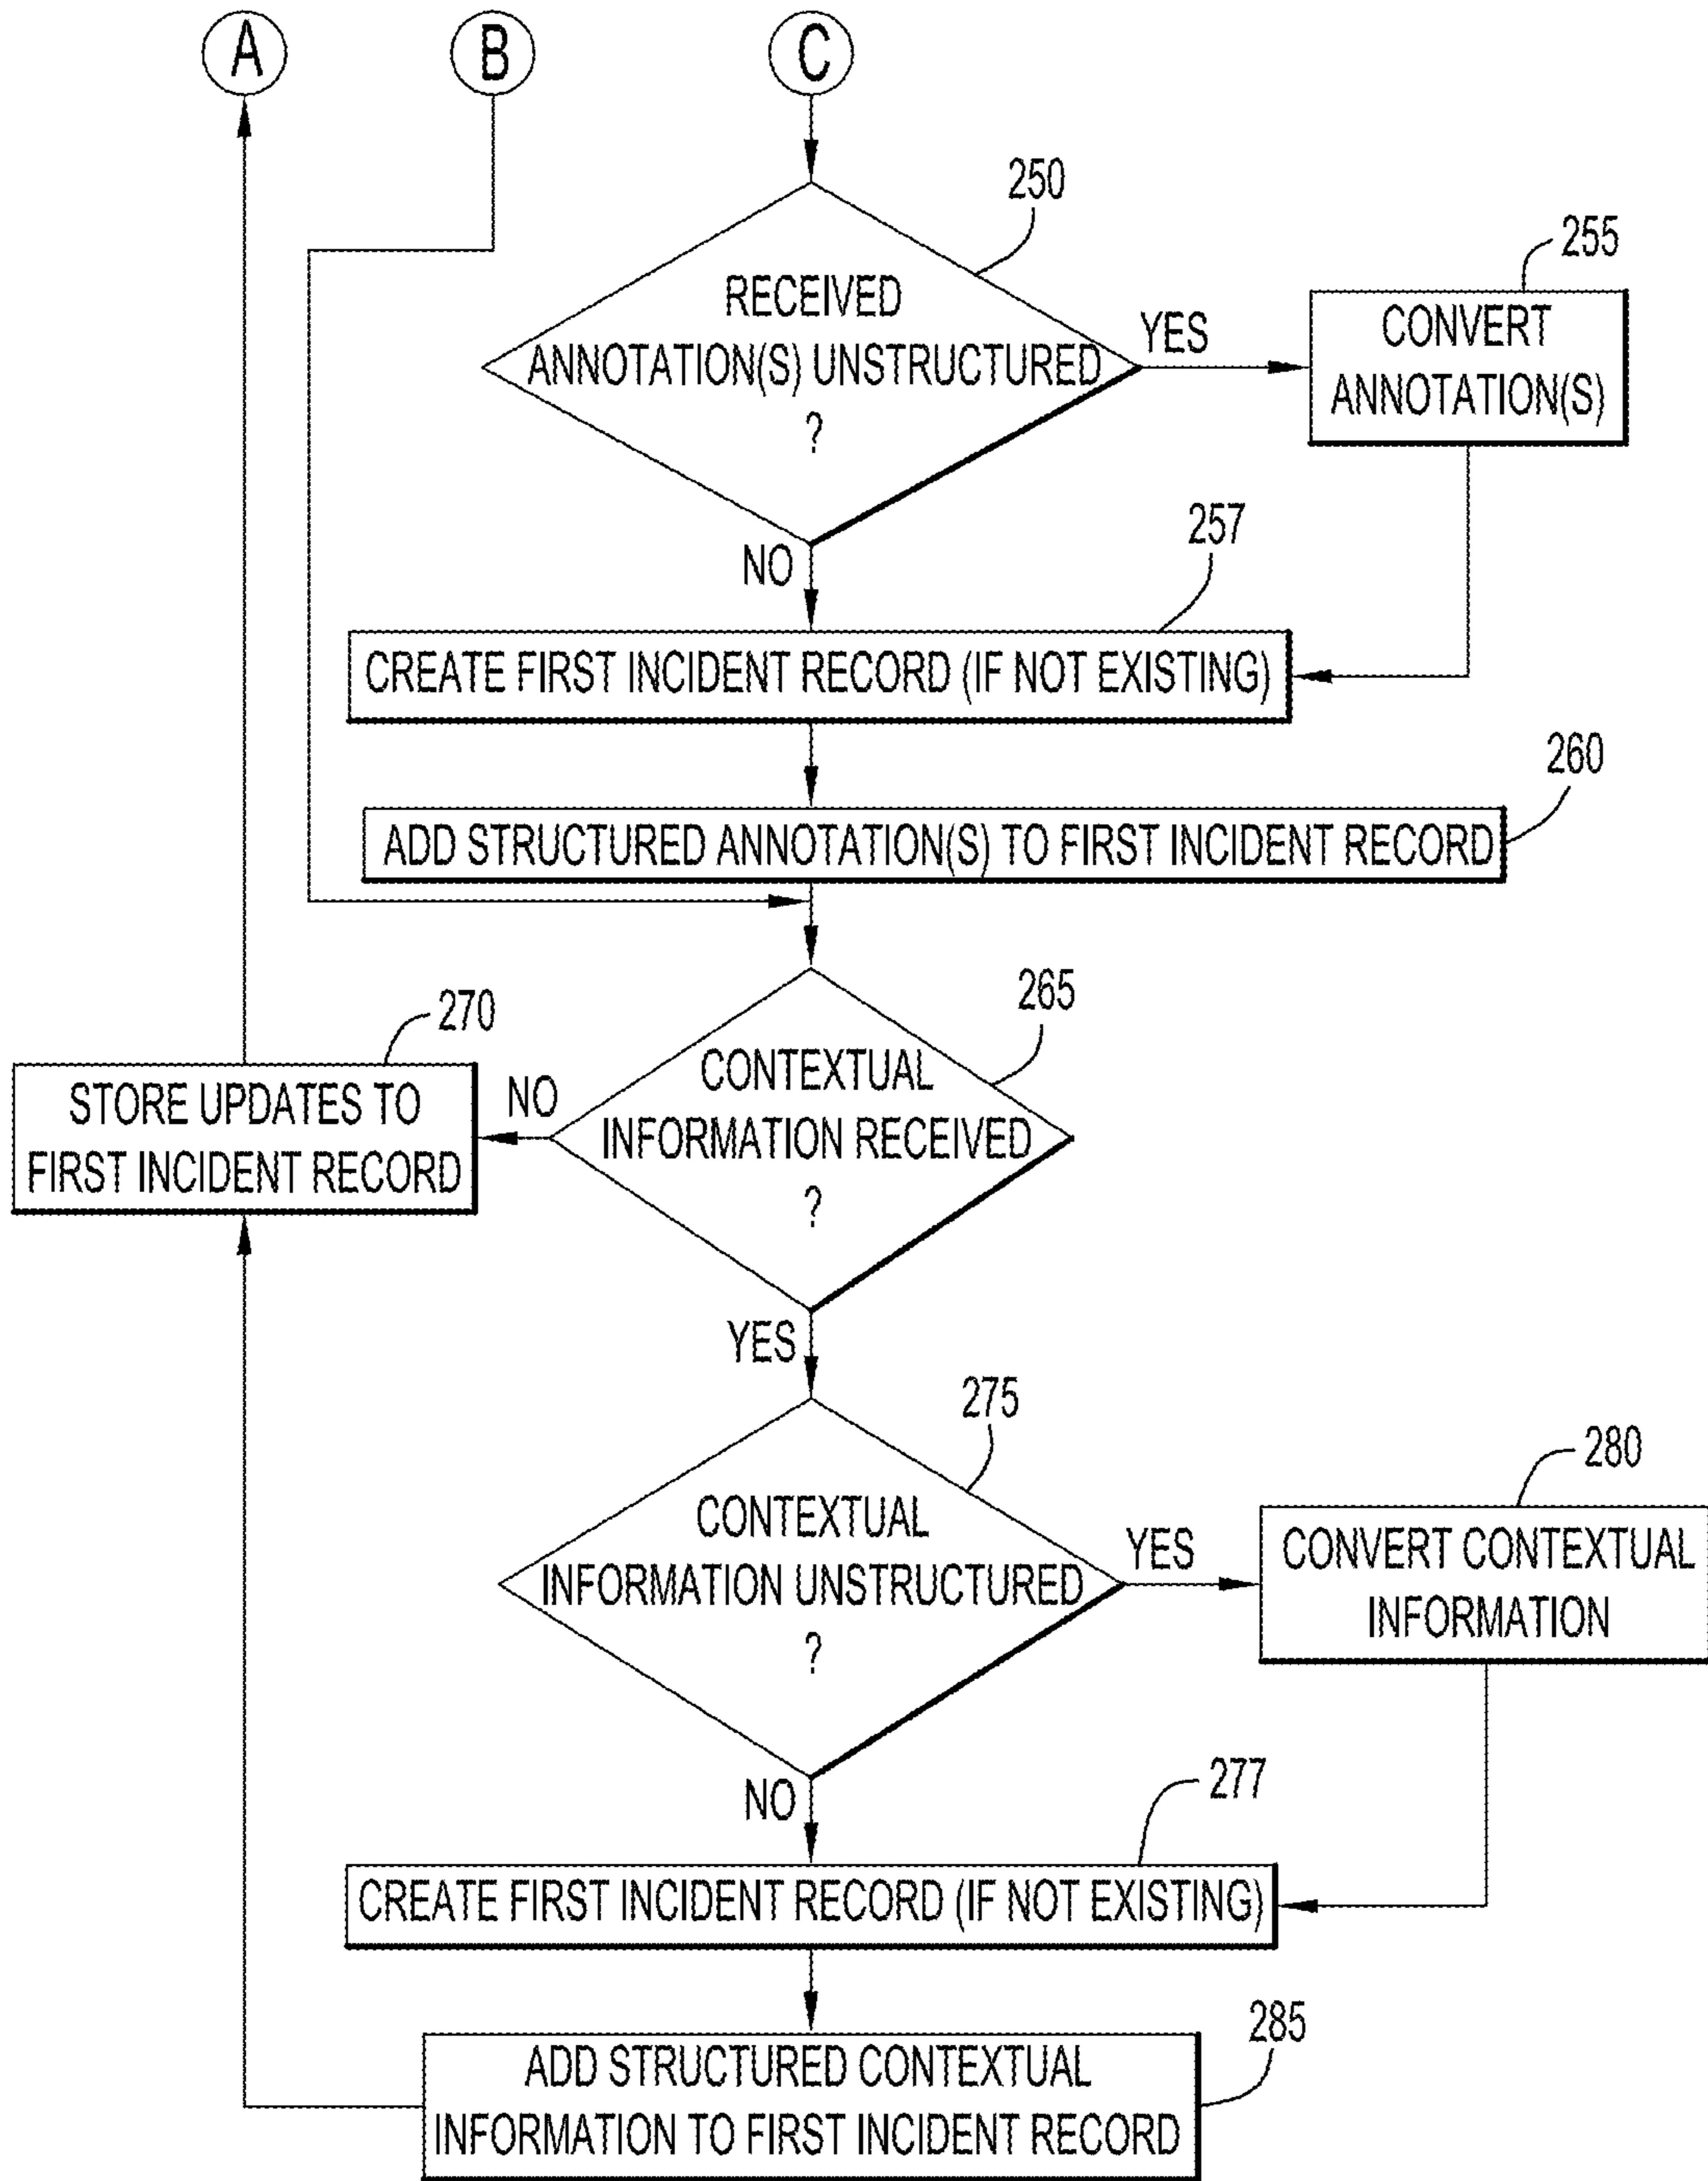 A
B
C
250
RECEIVED
ANNOTATION(S) UNSTRUCTURED
?
YES
255
CONVERT
ANNOTATION(S)
NO
257
CREATE FIRST INCIDENT RECORD (IF NOT EXISTING)
260
ADD STRUCTURED ANNOTATION(S) TO FIRST INCIDENT RECORD
265
CONTEXTUAL
INFORMATION RECEIVED
?
NO
270
STORE UPDATES TO
FIRST INCIDENT RECORD
YES
275
CONTEXTUAL
INFORMATION UNSTRUCTURED
?
YES
280
CONVERT CONTEXTUAL
INFORMATION
NO
277
CREATE FIRST INCIDENT RECORD (IF NOT EXISTING)
285
ADD STRUCTURED CONTEXTUAL
INFORMATION TO FIRST INCIDENT RECORD